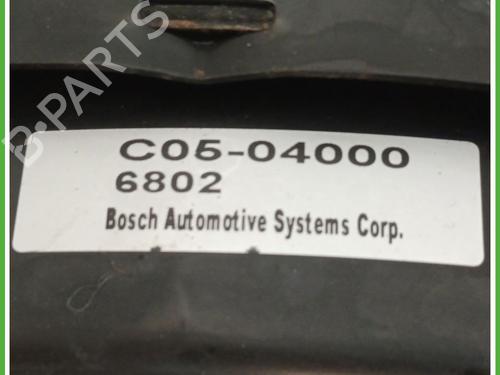 B-PARTS
C05-04000
6802
Bosch Automotive Systems Corp.